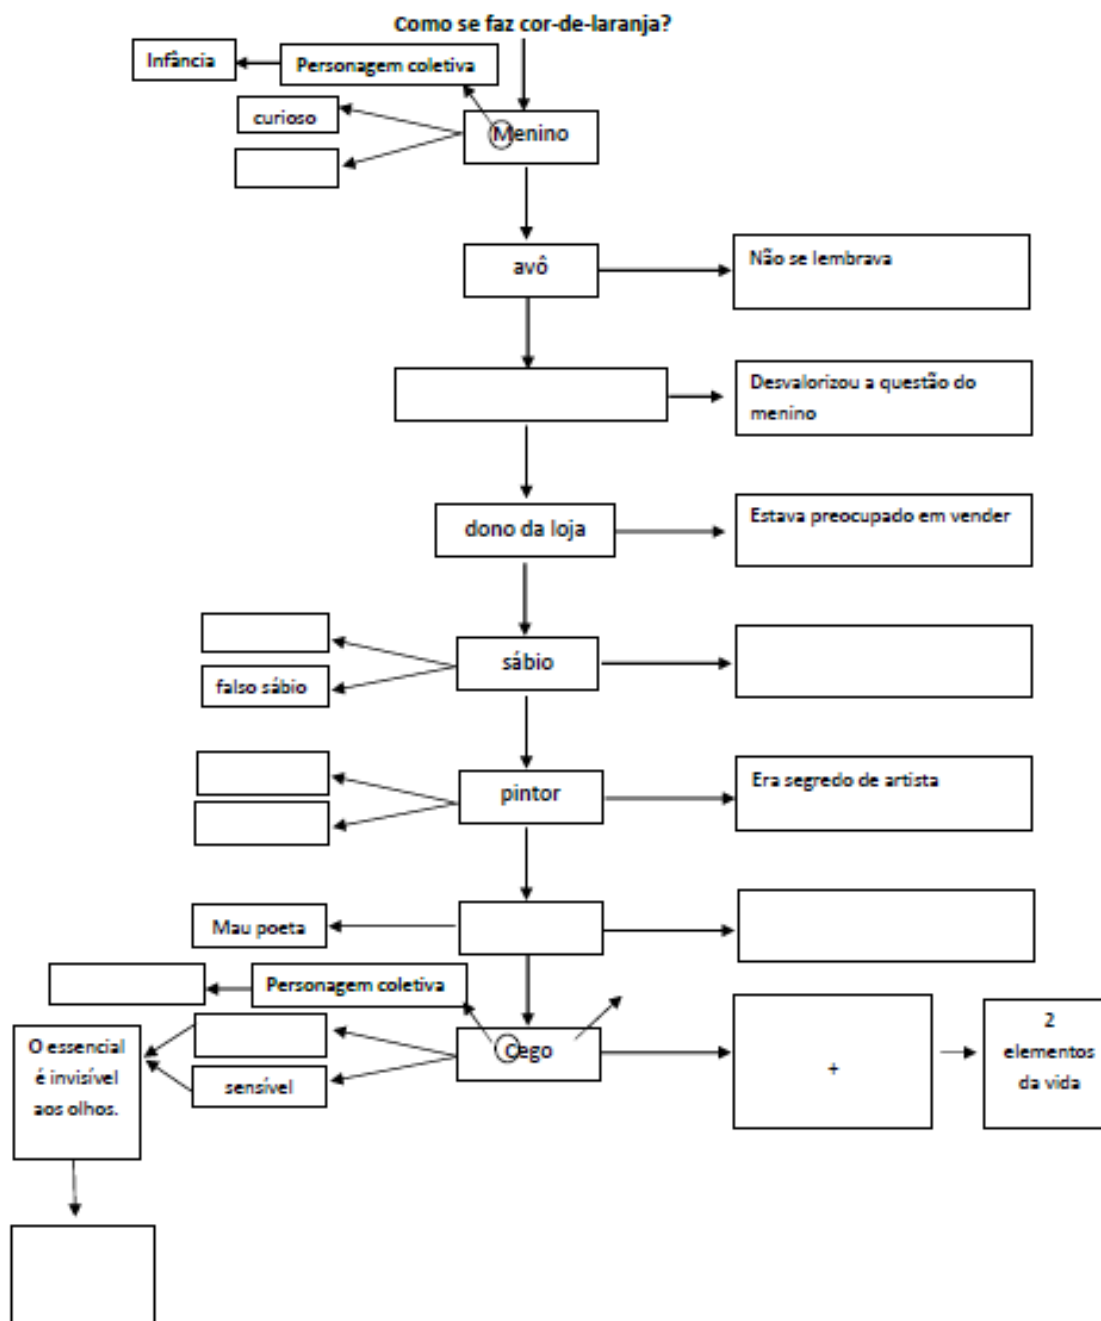 Como se faz cor-de-laranja?
Infância
Personagem coletiva
curioso
Menino
avô
Não se lembrava
Desvalorizou a questão do
menino
dono da loja
Estava preocupado em vender
sábio
falso sábio
pintor
Era segredo de artista
Mau poeta
Personagem coletiva
Cego
sensível
O essencial
é invisível
aos olhos.
+
2
elementos
da vida